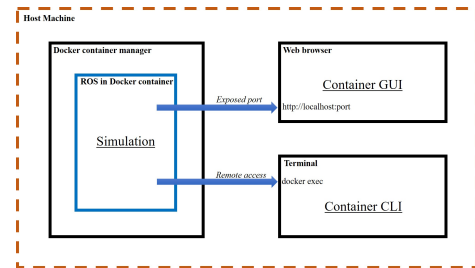 Host Machine
Docker container manager
ROS in Docker container
Simulation
Exposed port
Remote access
Web browser
Container GUI
http://localhost:port
Terminal
docker exec
Container CLI